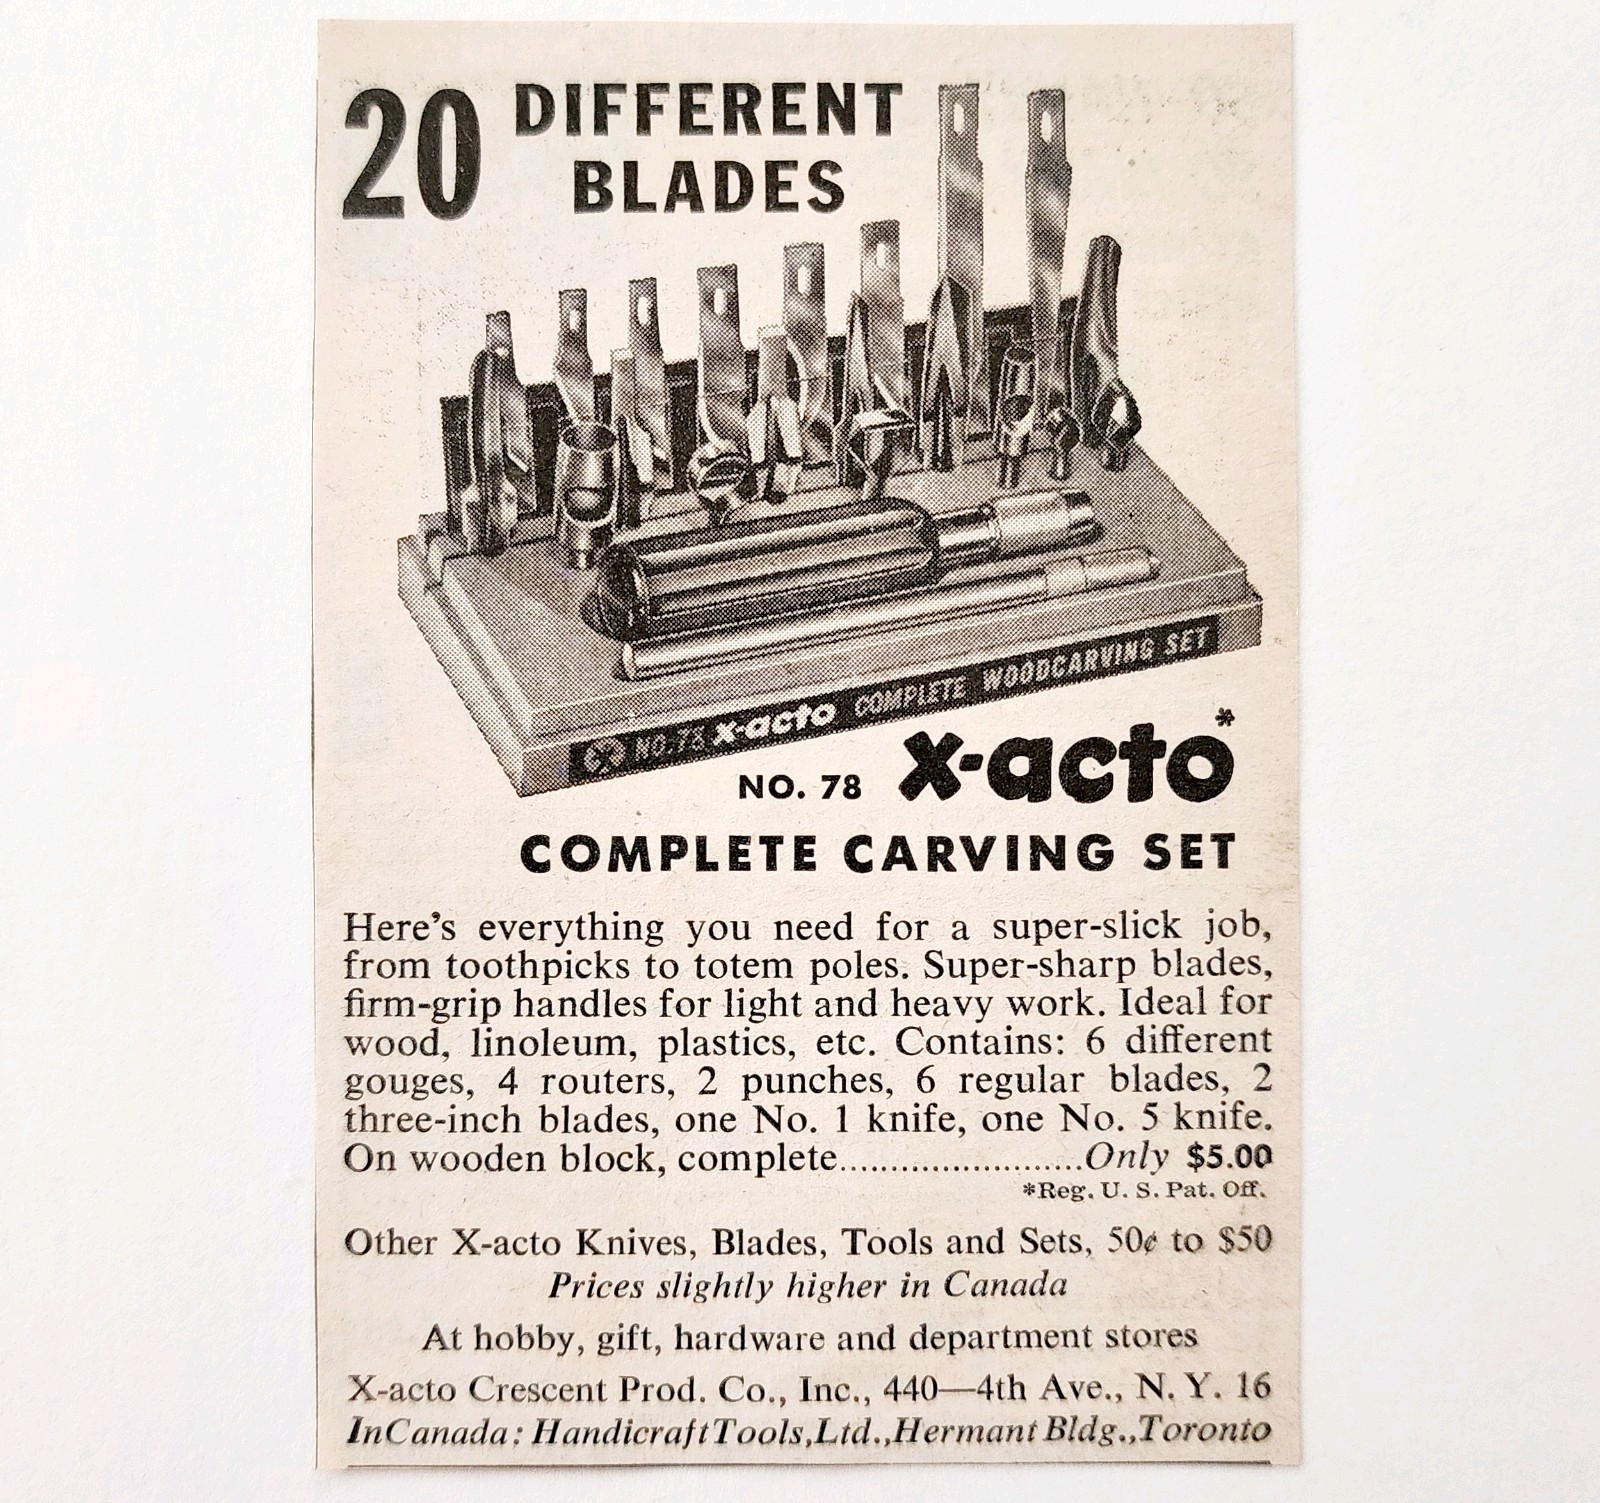 20 DIFFERENT
BLADES
NO. 78 x-acto COMPLETE WOODCARVING SET
NO. 78 x-acto*
COMPLETE CARVING SET
Here's everything you need for a super-slick job,
from toothpicks to totem poles. Super-sharp blades,
firm-grip handles for light and heavy work. Ideal for
wood, linoleum, plastics, etc. Contains: 6 different
gouges, 4 routers, 2 punches, 6 regular blades, 2
three-inch blades, one No. 1 knife, one No. 5 knife.
On wooden block, complete........................Only $5.00
*Reg. U. S. Pat. Off.
Other X-acto Knives, Blades, Tools and Sets, 50¢ to $50
Prices slightly higher in Canada
At hobby, gift, hardware and department stores
X-acto Crescent Prod. Co., Inc., 440—4th Ave., N. Y. 16
In Canada: Handicraft Tools, Ltd., Hermant Bldg., Toronto